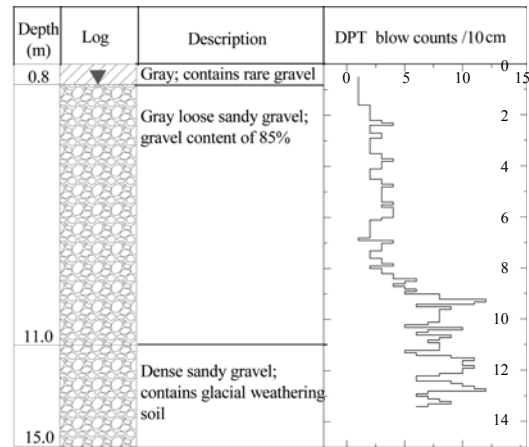 Depth
(m)
Log
Description
DPT blow counts /10 cm
0 5 10 15
0
0.8
Gray; contains rare gravel
Gray loose sandy gravel;
gravel content of 85%
2
4
6
8
10
11.0
Dense sandy gravel;
contains glacial weathering
soil
12
14
15.0